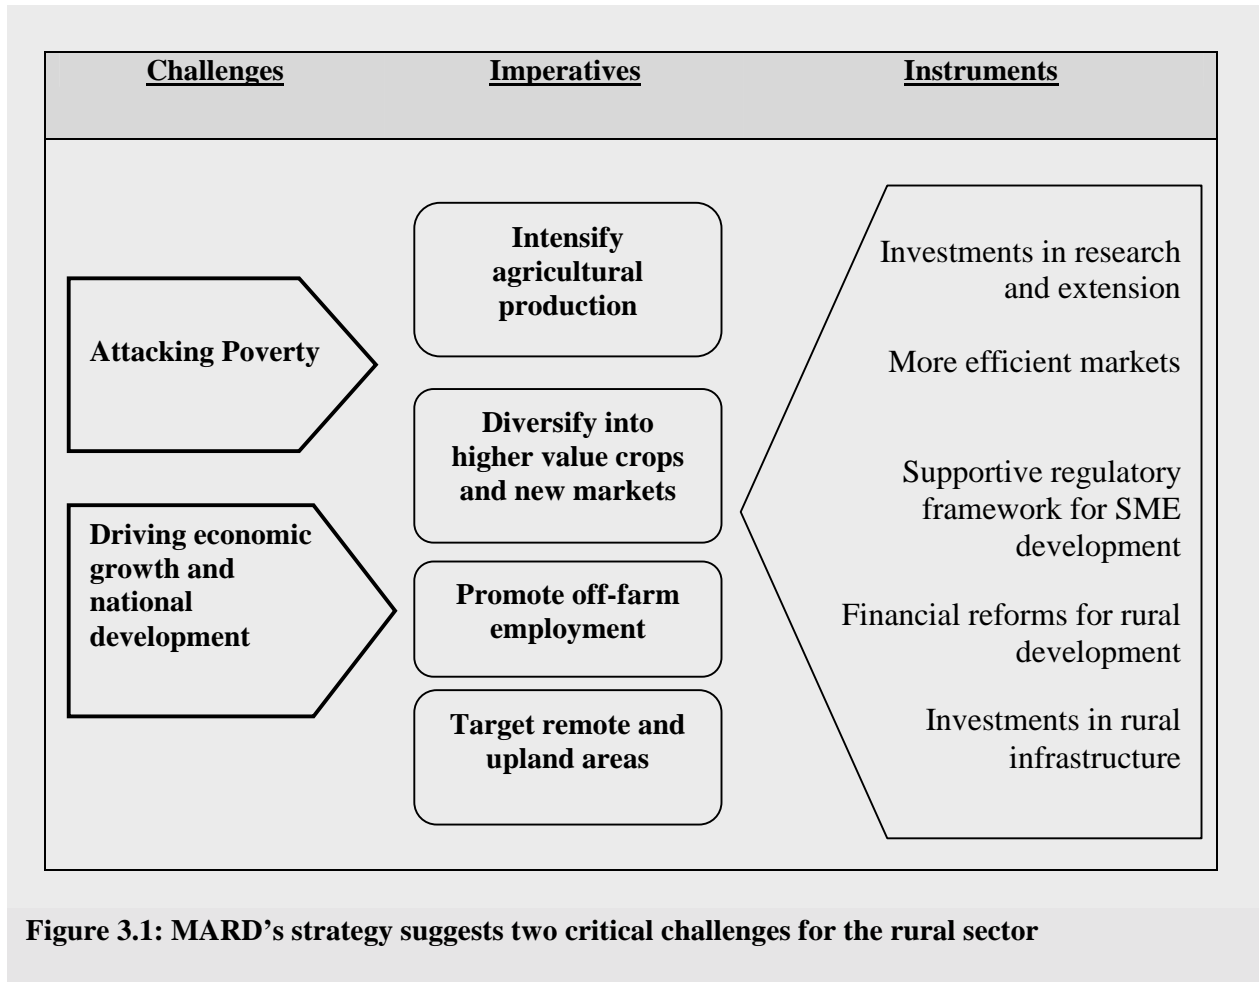 Challenges
Imperatives
Instruments
Attacking Poverty
Driving economic
growth and
national
development
Intensify
agricultural
production
Diversify into
higher value crops
and new markets
Promote off-farm
employment
Target remote and
upland areas
Investments in research
and extension
More efficient markets
Supportive regulatory
framework for SME
development
Financial reforms for rural
development
Investments in rural
infrastructure
Figure 3.1: MARD’s strategy suggests two critical challenges for the rural sector